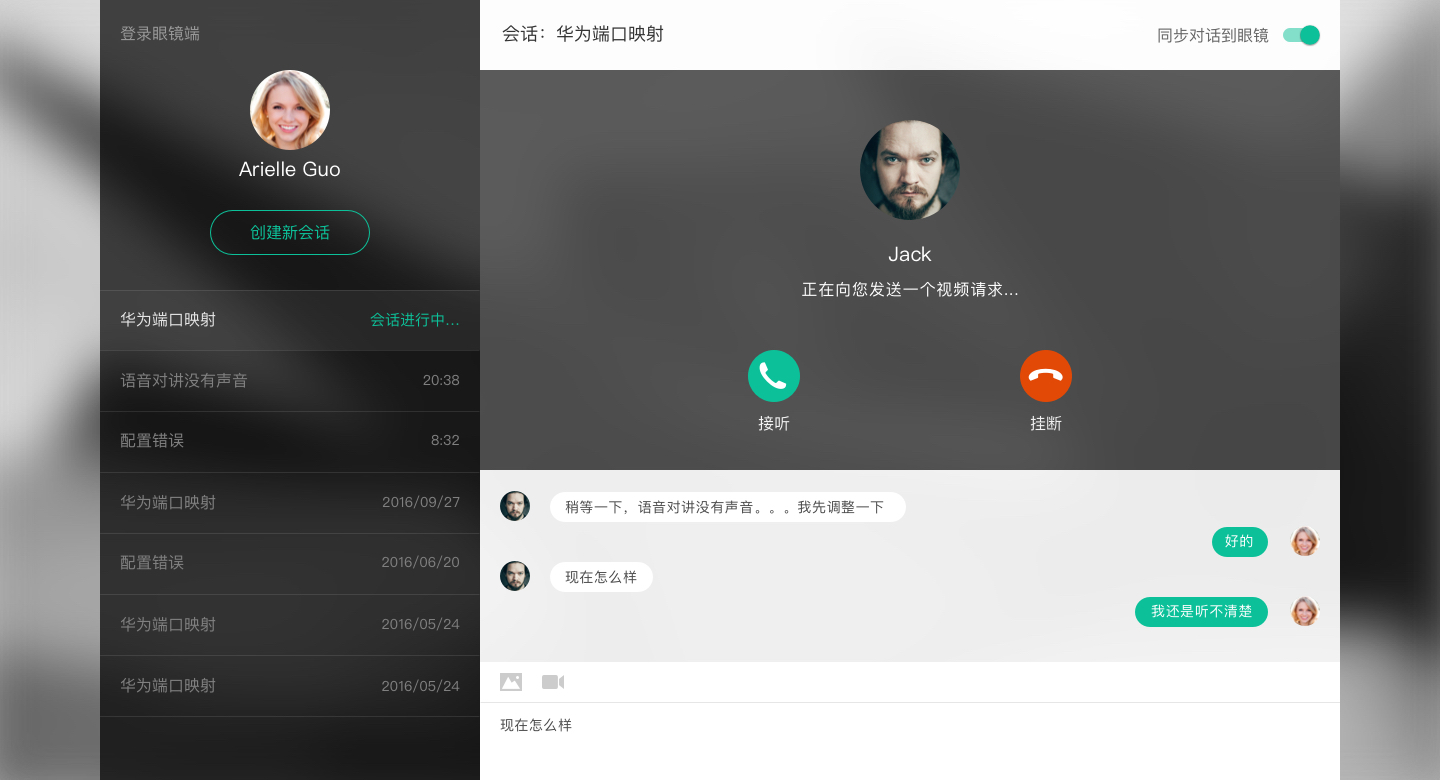 登录眼镜端
Arielle Guo
创建新会话
华为端口映射 会话进行中...
语音对讲没有声音 20:38
配置错误 8:32
华为端口映射 2016/09/27
配置错误 2016/06/20
华为端口映射 2016/05/24
华为端口映射 2016/05/24
会话：华为端口映射
同步对话到眼镜
Jack
正在向您发送一个视频请求...
接听
挂断
稍等一下，语音对讲没有声音。。。我先调整一下
好的
现在怎么样
我还是听不清楚
现在怎么样